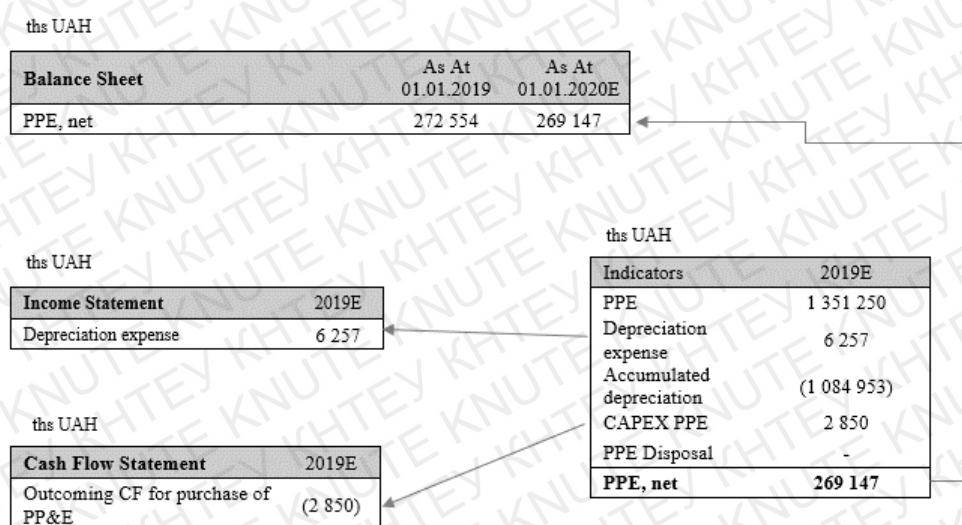 ths UAH
Balance Sheet As At 01.01.2019 As At 01.01.2020E
PPE, net 272 554 269 147
ths UAH
Income Statement 2019E
Depreciation expense 6 257
ths UAH
Indicators 2019E
PPE 1 351 250
Depreciation
expense 6 257
Accumulated
depreciation (1 084 953)
CAPEX PPE 2 850
PPE Disposal -
PPE, net 269 147
ths UAH
Cash Flow Statement 2019E
Outcoming CF for purchase of
PP&E (2 850)